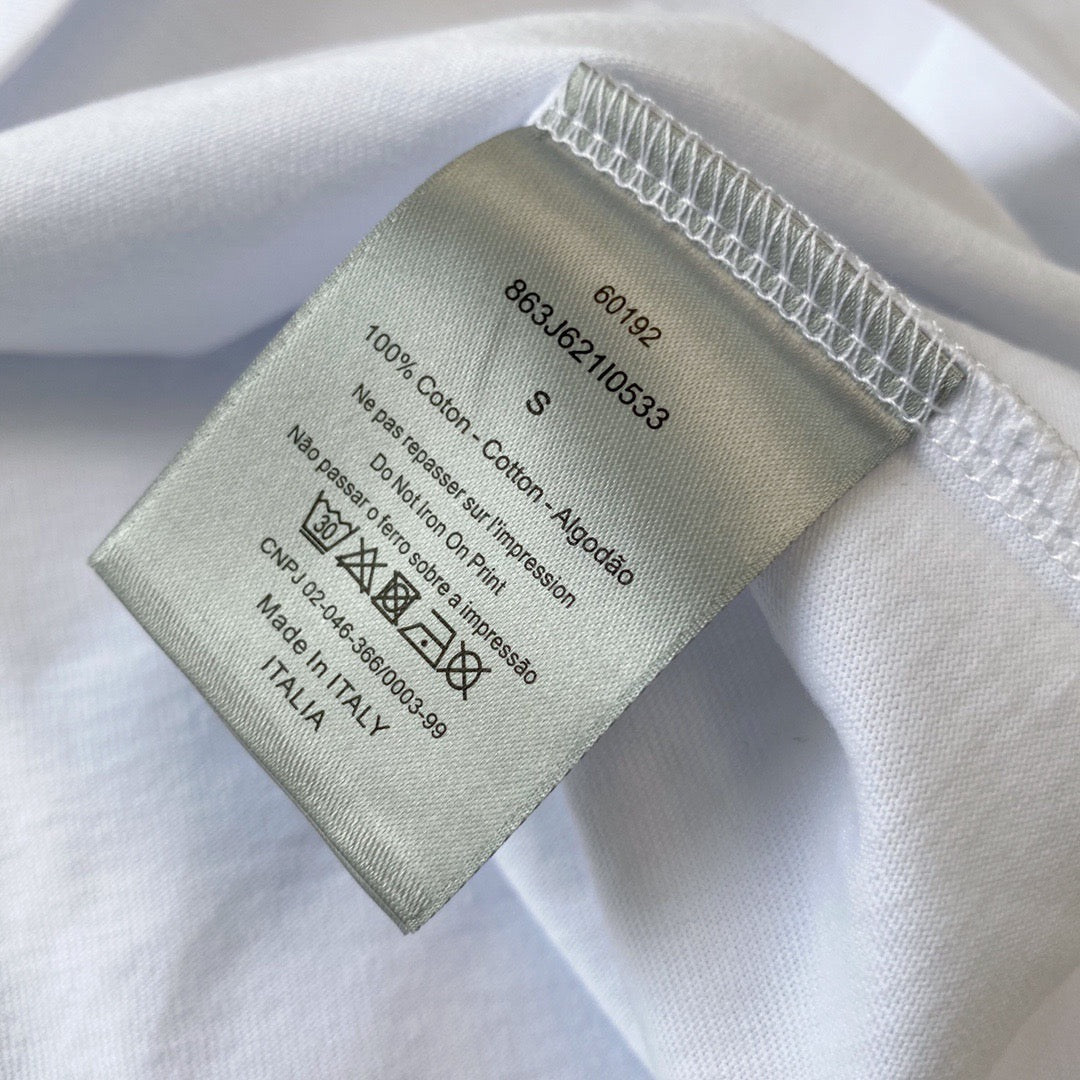 60192
863J621I0533
S
100% Coton - Cotton - Algodão
Ne pas repasser sur l'impression
Do Not Iron On Print
Não passar o ferro sobre a impressão
30
CNPJ 02-046-366/0003-99
Made In ITALY
ITALIA